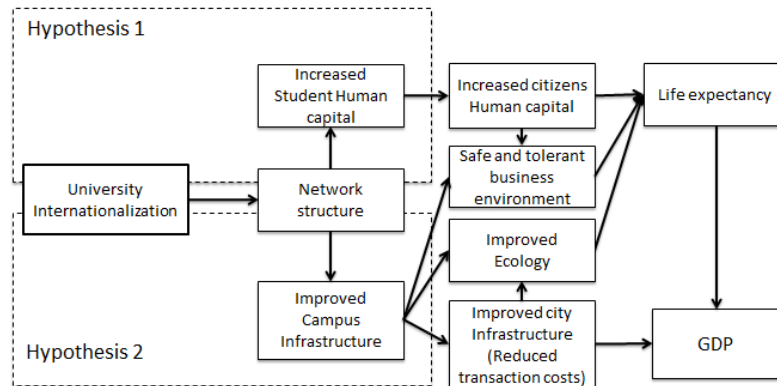 Hypothesis 1
Increased
Student Human
capital
Increased citizens
Human capital
Life expectancy
Safe and tolerant
business
environment
University
Internationalization
Network
structure
Improved
Ecology
Improved
Campus
Infrastructure
Improved city
Infrastructure
(Reduced
transaction costs)
GDP
Hypothesis 2